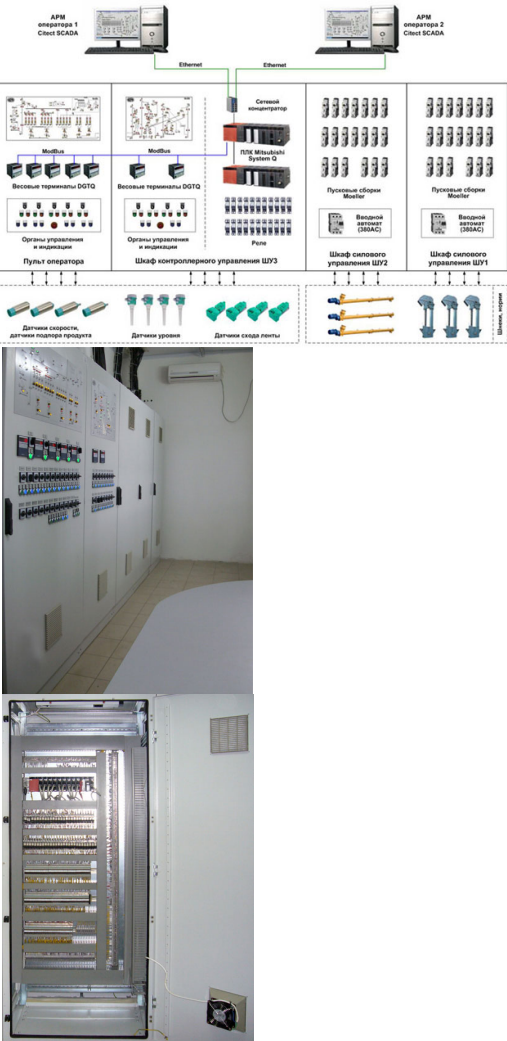 АРМ
оператора 1
Citect SCADA
АРМ
оператора 2
Citect SCADA
Ethernet
Ethernet
Сетевой
концентратор
ModBus
ModBus
ПЛК Mitsubishi
System Q
Весовые терминалы DGTQ
Весовые терминалы DGTQ
Пусковые сборки
Moeller
Пусковые сборки
Moeller
Органы управления
и индикации
Органы управления
и индикации
Реле
Вводной
автомат
(380AC)
Вводной
автомат
(380AC)
Пульт оператора
Шкаф контроллерного управления ШУ3
Шкаф силового
управления ШУ2
Шкаф силового
управления ШУ1
Датчики скорости,
датчики подпора продукта
Датчики уровня
Датчики схода ленты
Шнеки, нории